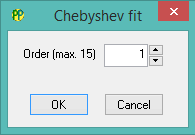 Chebyshev fit
Order (max. 15) 1
OK Cancel